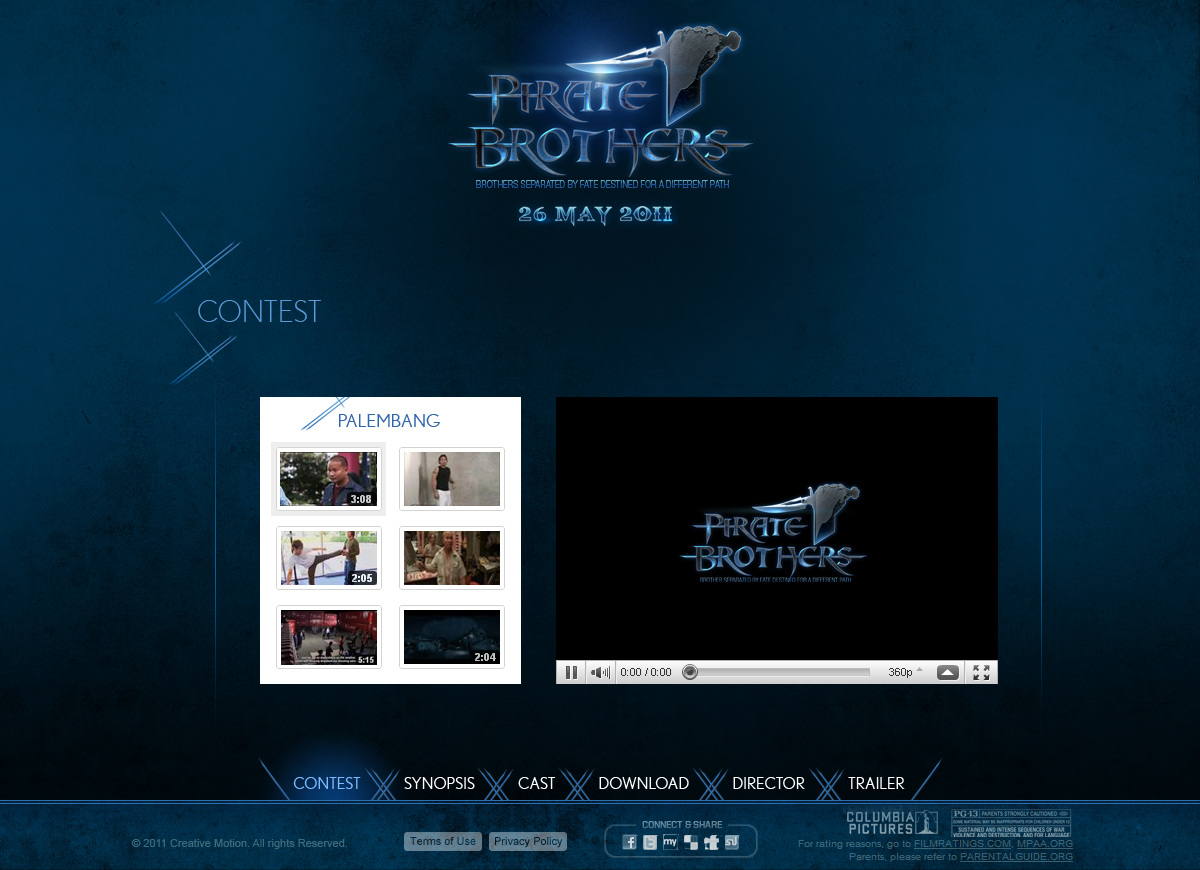 PIRATE
BROTHERS
BROTHERS SEPARATED BY FATE DESTINED FOR A DIFFERENT PATH
26 MAY 2011
CONTEST
PALEMBANG
3:08
2:05
5:15
2:04
PIRATE
BROTHERS
BROTHER SEPARATED BY FATE DESTINED FOR A DIFFERENT PATH
0:00 / 0:00
360p
CONTEST SYNOPSIS CAST DOWNLOAD DIRECTOR TRAILER
© 2011 Creative Motion. All rights Reserved.
Terms of Use Privacy Policy
CONNECT & SHARE
my
COLUMBIA
PICTURES
PG-13 PARENTS STRONGLY CAUTIONED
SOME MATERIAL MAY BE INAPPROPRIATE FOR CHILDREN UNDER 13
SUSTAINED AND INTENSE SEQUENCES OF WAR
VIOLENCE AND DESTRUCTION, AND FOR LANGUAGE
For rating reasons, go to FILMRATINGS.COM, MPAA.ORG
Parents, please refer to PARENTALGUIDE.ORG